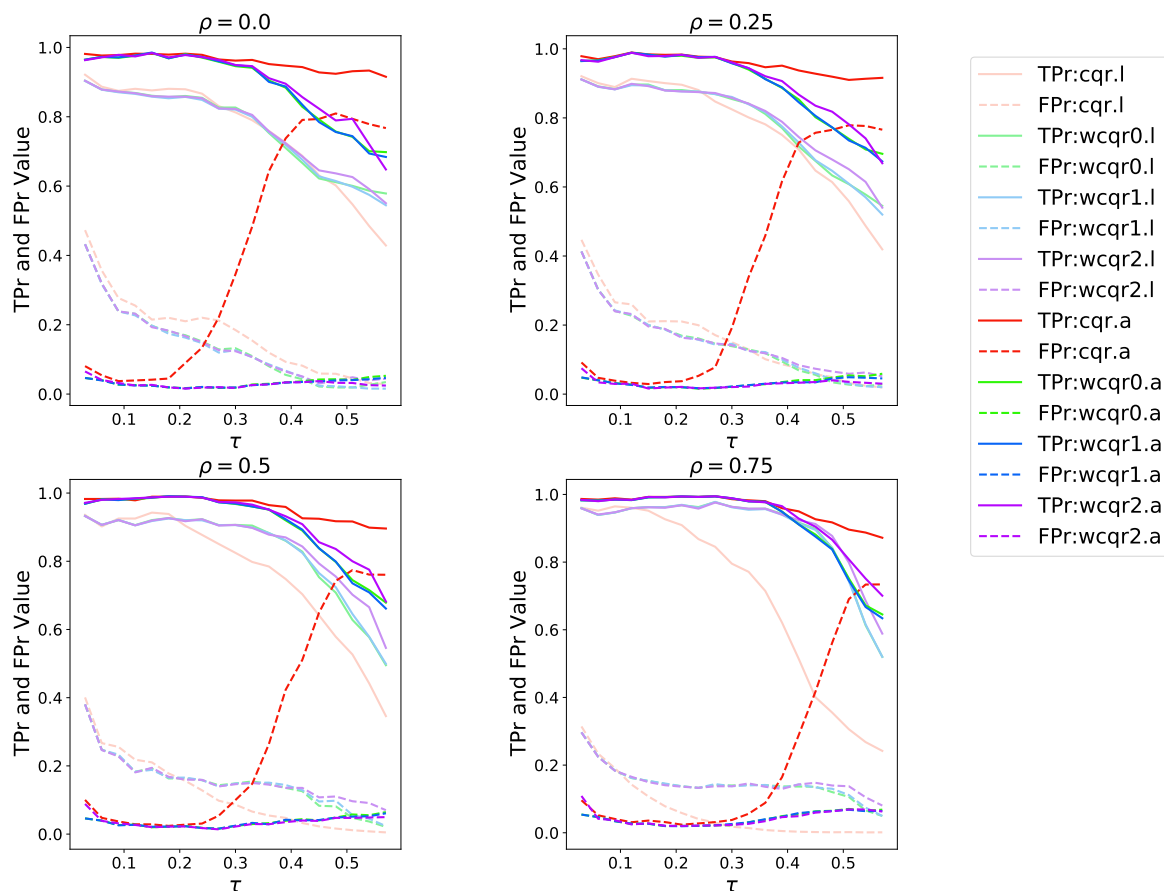 ρ = 0.0
TPr and FPr Value
1.0
0.8
0.6
0.4
0.2
0.0
0.1 0.2 0.3 0.4 0.5
τ
ρ = 0.25
TPr and FPr Value
1.0
0.8
0.6
0.4
0.2
0.0
0.1 0.2 0.3 0.4 0.5
τ
ρ = 0.5
TPr and FPr Value
1.0
0.8
0.6
0.4
0.2
0.0
0.1 0.2 0.3 0.4 0.5
τ
ρ = 0.75
TPr and FPr Value
1.0
0.8
0.6
0.4
0.2
0.0
0.1 0.2 0.3 0.4 0.5
τ
TPr:cqr.l
FPr:cqr.l
TPr:wcqr0.l
FPr:wcqr0.l
TPr:wcqr1.l
FPr:wcqr1.l
TPr:wcqr2.l
FPr:wcqr2.l
TPr:cqr.a
FPr:cqr.a
TPr:wcqr0.a
FPr:wcqr0.a
TPr:wcqr1.a
FPr:wcqr1.a
TPr:wcqr2.a
FPr:wcqr2.a